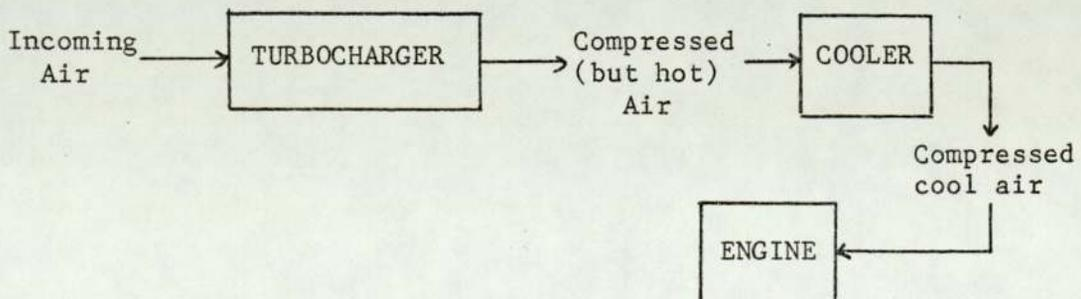 Incoming
Air
TURBOCHARGER
Compressed
(but hot)
Air
COOLER
Compressed
cool air
ENGINE